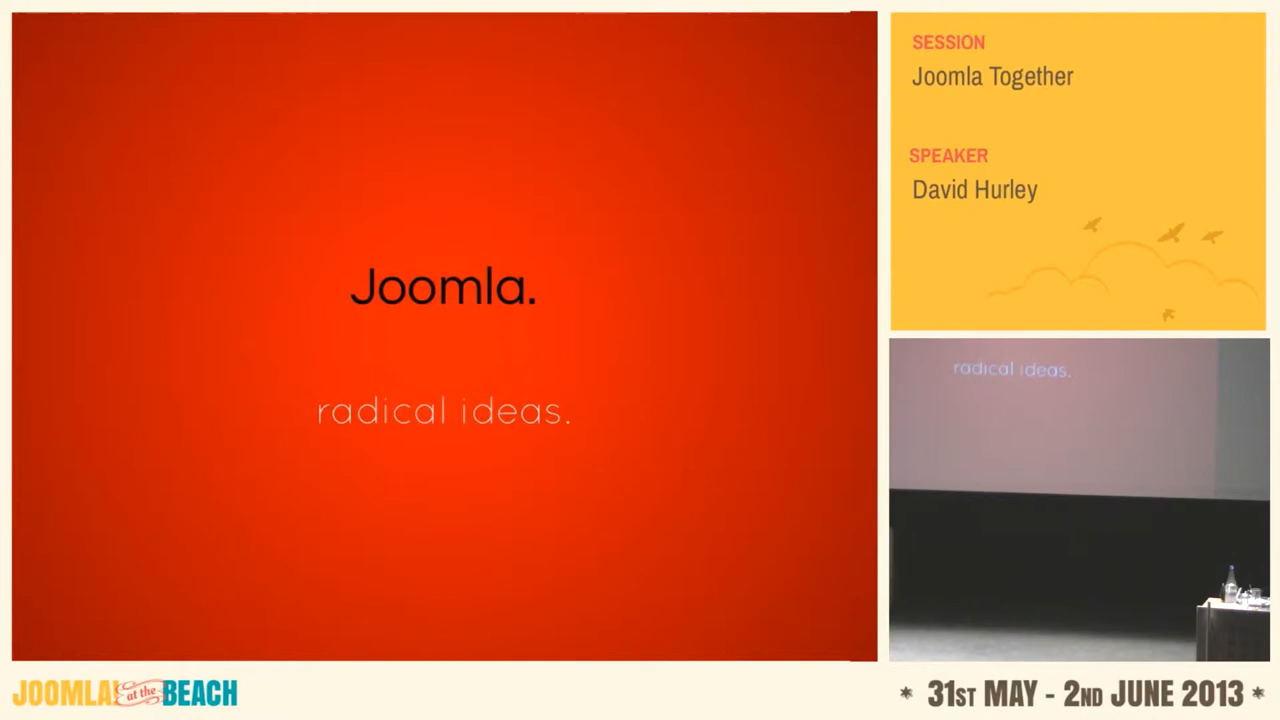 Joomla.
radical ideas.
SESSION
Joomla Together
SPEAKER
David Hurley
radical ideas.
JOOMLA! at the BEACH
* 31ST MAY - 2ND JUNE 2013 *